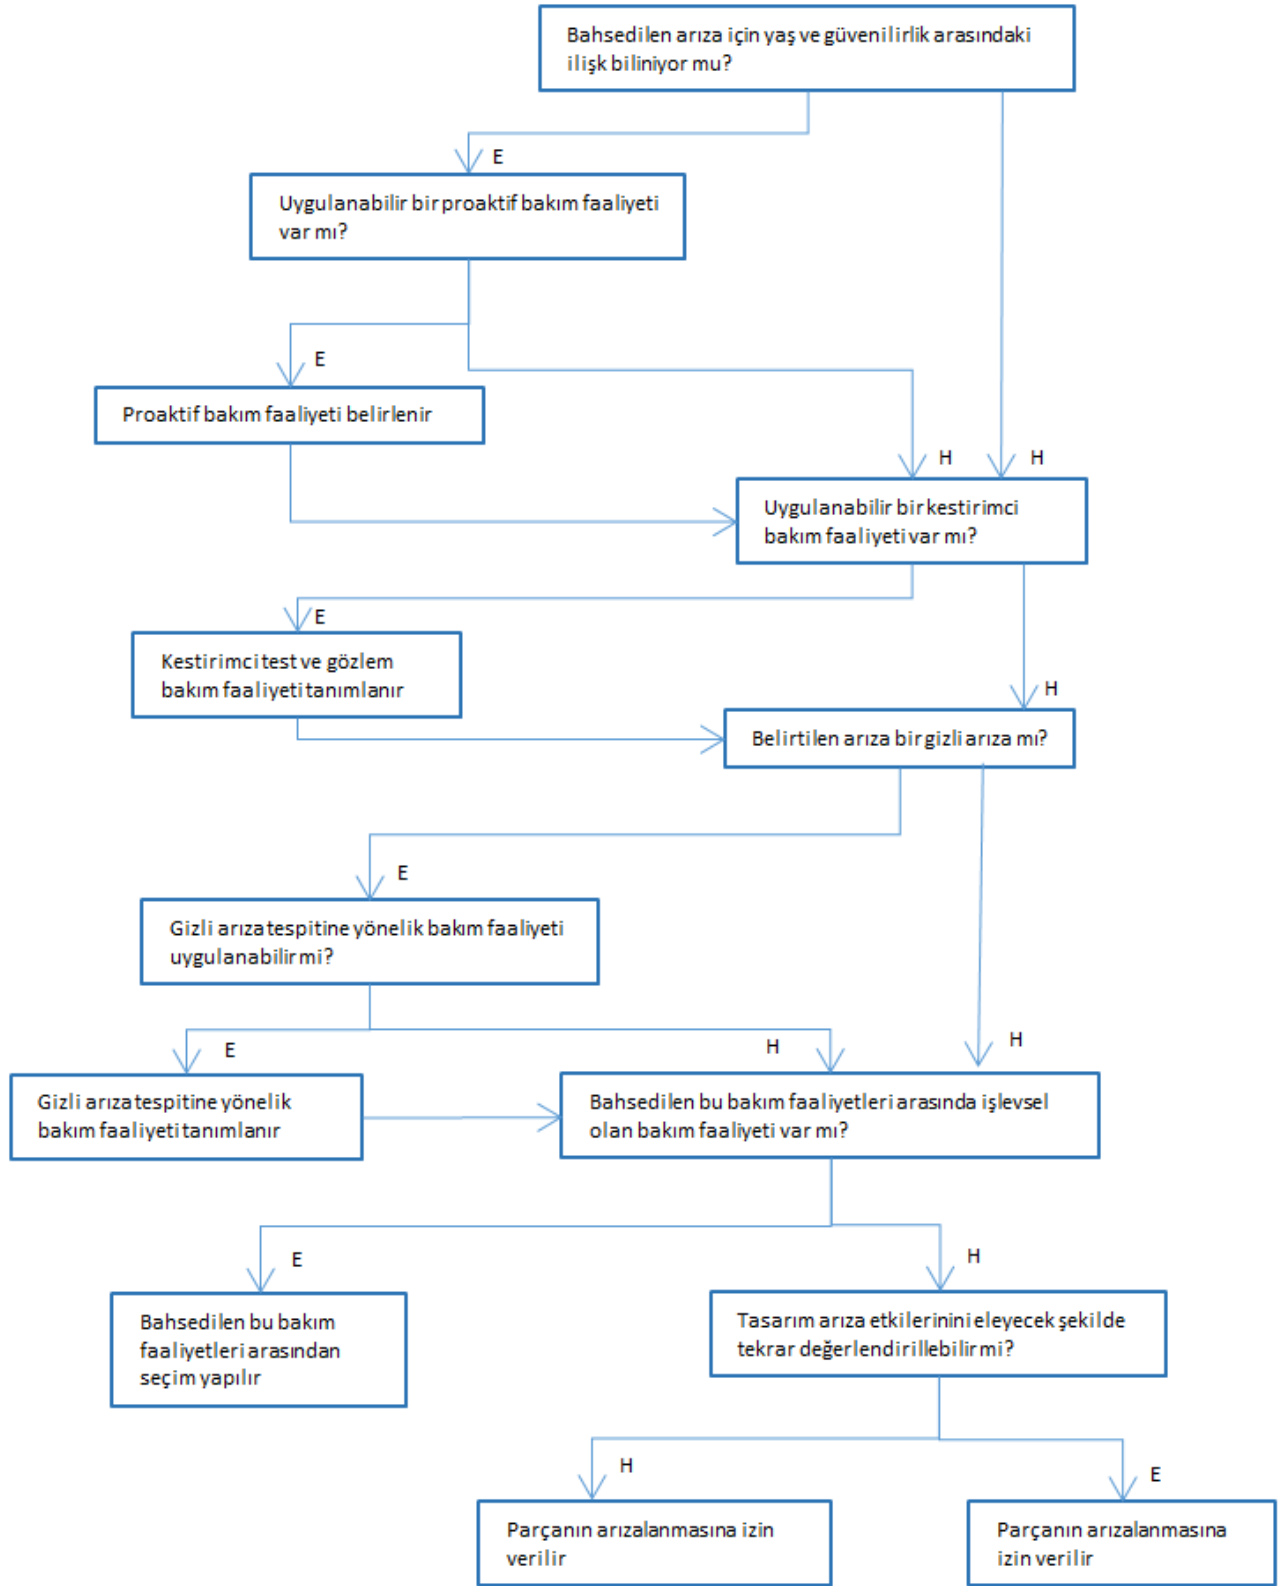 Bahsedilen arıza için yaş ve güvenilirlik arasındaki
ilişk biliniyor mu?
E
Uygulanabilir bir proaktif bakım faaliyeti
var mı?
E
Proaktif bakım faaliyeti belirlenir
H
H
Uygulanabilir bir kestirimci
bakım faaliyeti var mı?
E
Kestirimci test ve gözlem
bakım faaliyeti tanımlanır
H
Belirtilen arıza bir gizli arıza mı?
E
Gizli arıza tespitine yönelik bakım faaliyeti
uygulanabilir mi?
E
H
H
Gizli arıza tespitine yönelik
bakım faaliyeti tanımlanır
Bahsedilen bu bakım faaliyetleri arasında işlevsel
olan bakım faaliyeti var mı?
E
H
Bahsedilen bu bakım
faaliyetleri arasından
seçim yapılır
Tasarım arıza etkilerinini eleyecek şekilde
tekrar değerlendirillebilir mi?
H
E
Parçanın arızalanmasına izin
verilir
Parçanın arızalanmasına
izin verilir